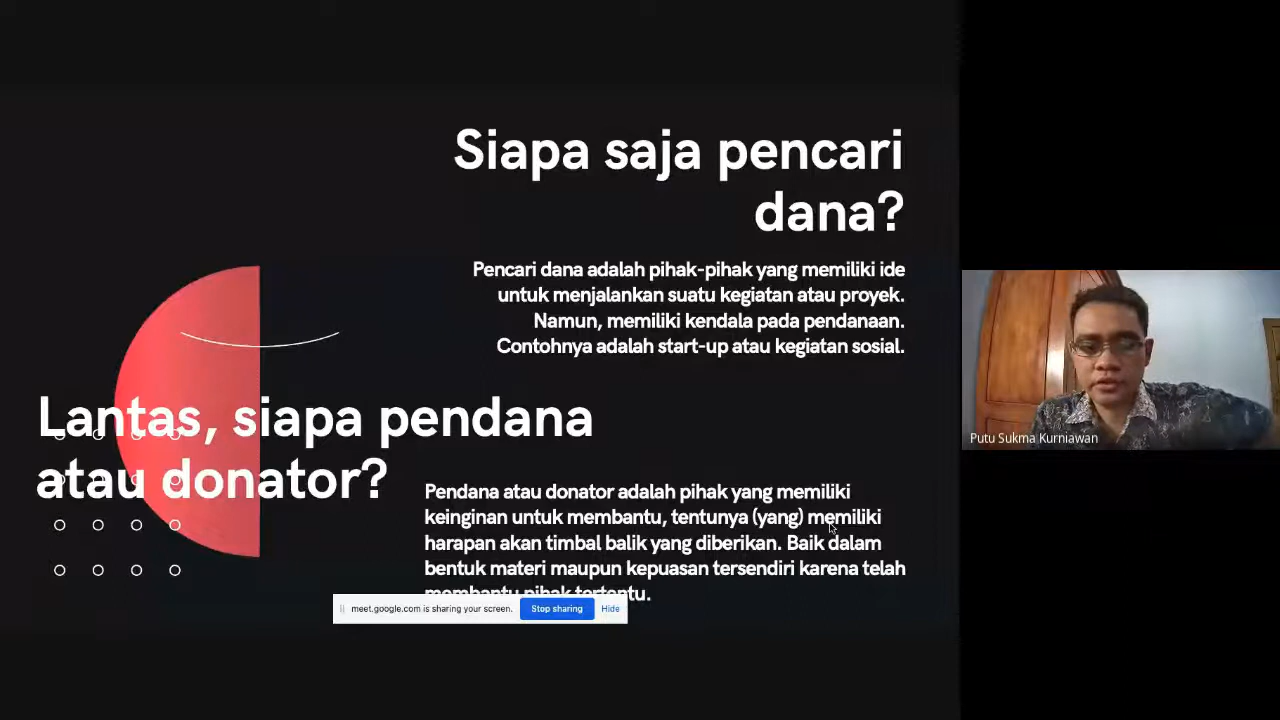 Siapa saja pencari
dana?
Pencari dana adalah pihak-pihak yang memiliki ide
untuk menjalankan suatu kegiatan atau proyek.
Namun, memiliki kendala pada pendanaan.
Contohnya adalah start-up atau kegiatan sosial.
Lantas, siapa pendana
atau donator?
Pendana atau donator adalah pihak yang memiliki
keinginan untuk membantu, tentunya (yang) memiliki
harapan akan timbal balik yang diberikan. Baik dalam
bentuk materi maupun kepuasan tersendiri karena telah
membantu pihak tertentu.
meet.google.com is sharing your screen.
Stop sharing
Hide
Putu Sukma Kurniawan